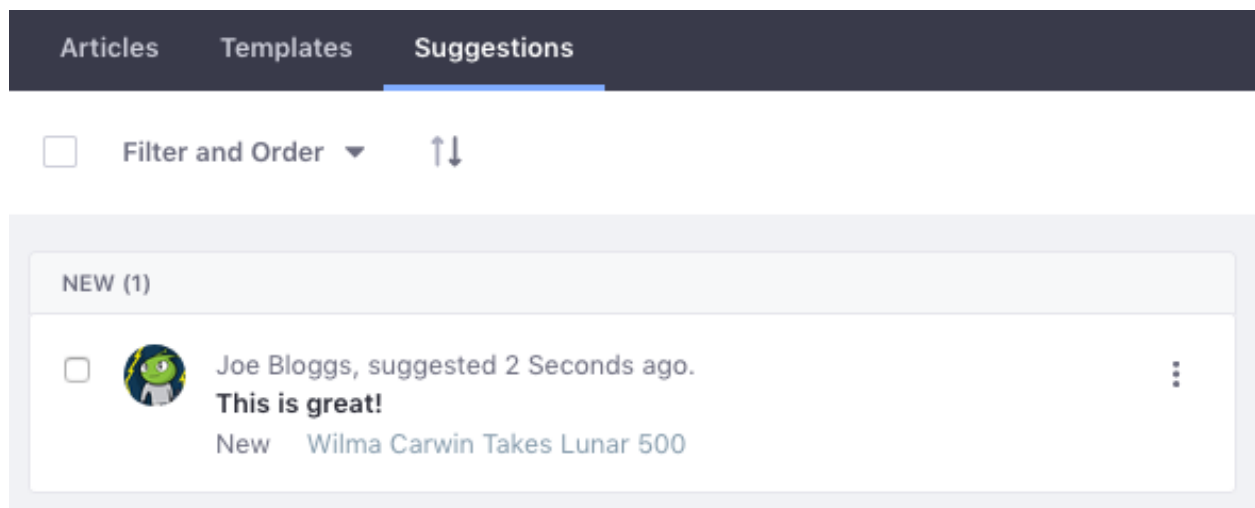 Articles Templates Suggestions
Filter and Order
NEW (1)
Joe Bloggs, suggested 2 Seconds ago.
This is great!
New Wilma Carwin Takes Lunar 500